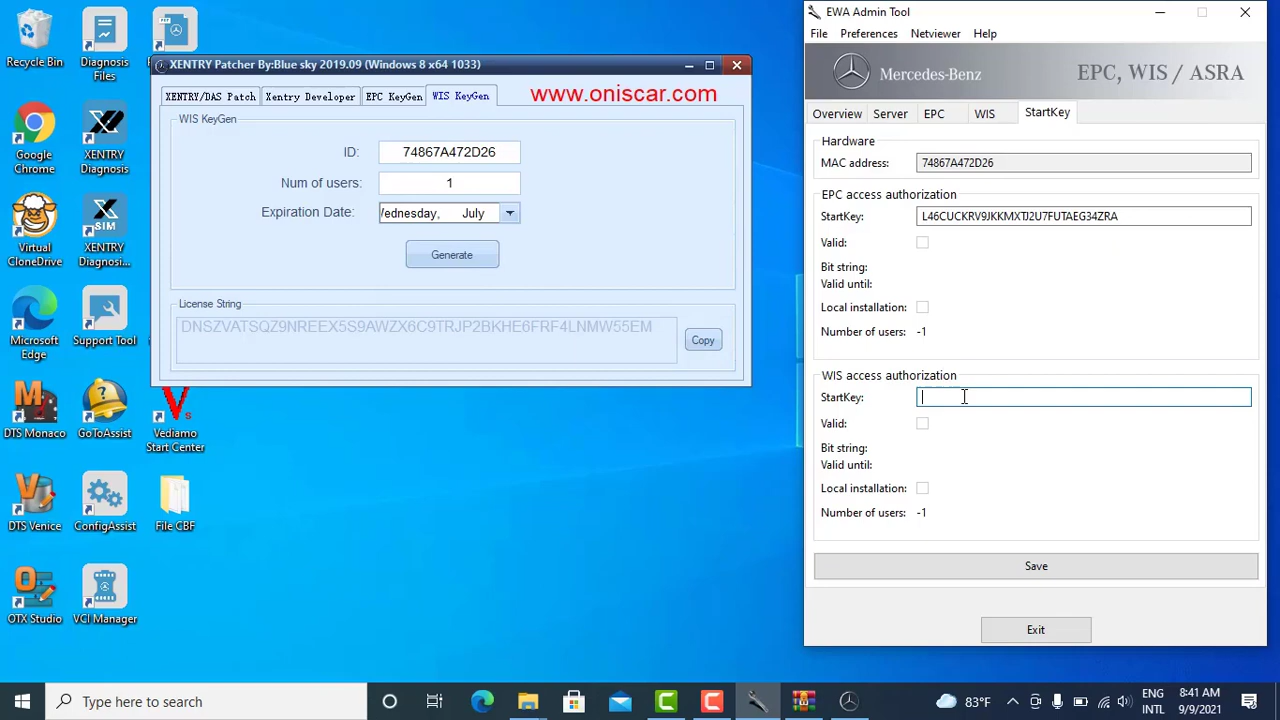 Recycle Bin
Diagnosis
Files
Google
Chrome
XENTRY
Diagnosis
Virtual
CloneDrive
XENTRY
Diagnosi...
Microsoft
Edge
Support Tool
DTS Monaco
GoToAssist
Vediamo
Start Center
DTS Venice
ConfigAssist
File CBF
OTX Studio
VCI Manager
XENTRY Patcher By:Blue sky 2019.09 (Windows 8 x64 1033)
XENTRY/DAS Patch
Xentry Developer
EPC KeyGen
WIS KeyGen
www.oniscar.com
WIS KeyGen
ID: 74867A472D26
Num of users: 1
Expiration Date: /ednesday, July
Generate
License String
DNSZVATSQZ9NREEX5S9AWZX6C9TRJP2BKHE6FRF4LNMW55EM
Copy
EWA Admin Tool
File Preferences Netviewer Help
Mercedes-Benz
EPC, WIS / ASRA
Overview Server EPC WIS StartKey
Hardware
MAC address: 74867A472D26
EPC access authorization
StartKey: L46CUCKRV9JKKMXTJ2U7FUTAEG34ZRA
Valid:
Bit string:
Valid until:
Local installation:
Number of users: -1
WIS access authorization
StartKey:
Valid:
Bit string:
Valid until:
Local installation:
Number of users: -1
Save
Exit
Type here to search
83°F
ENG
INTL
8:41 AM
9/9/2021